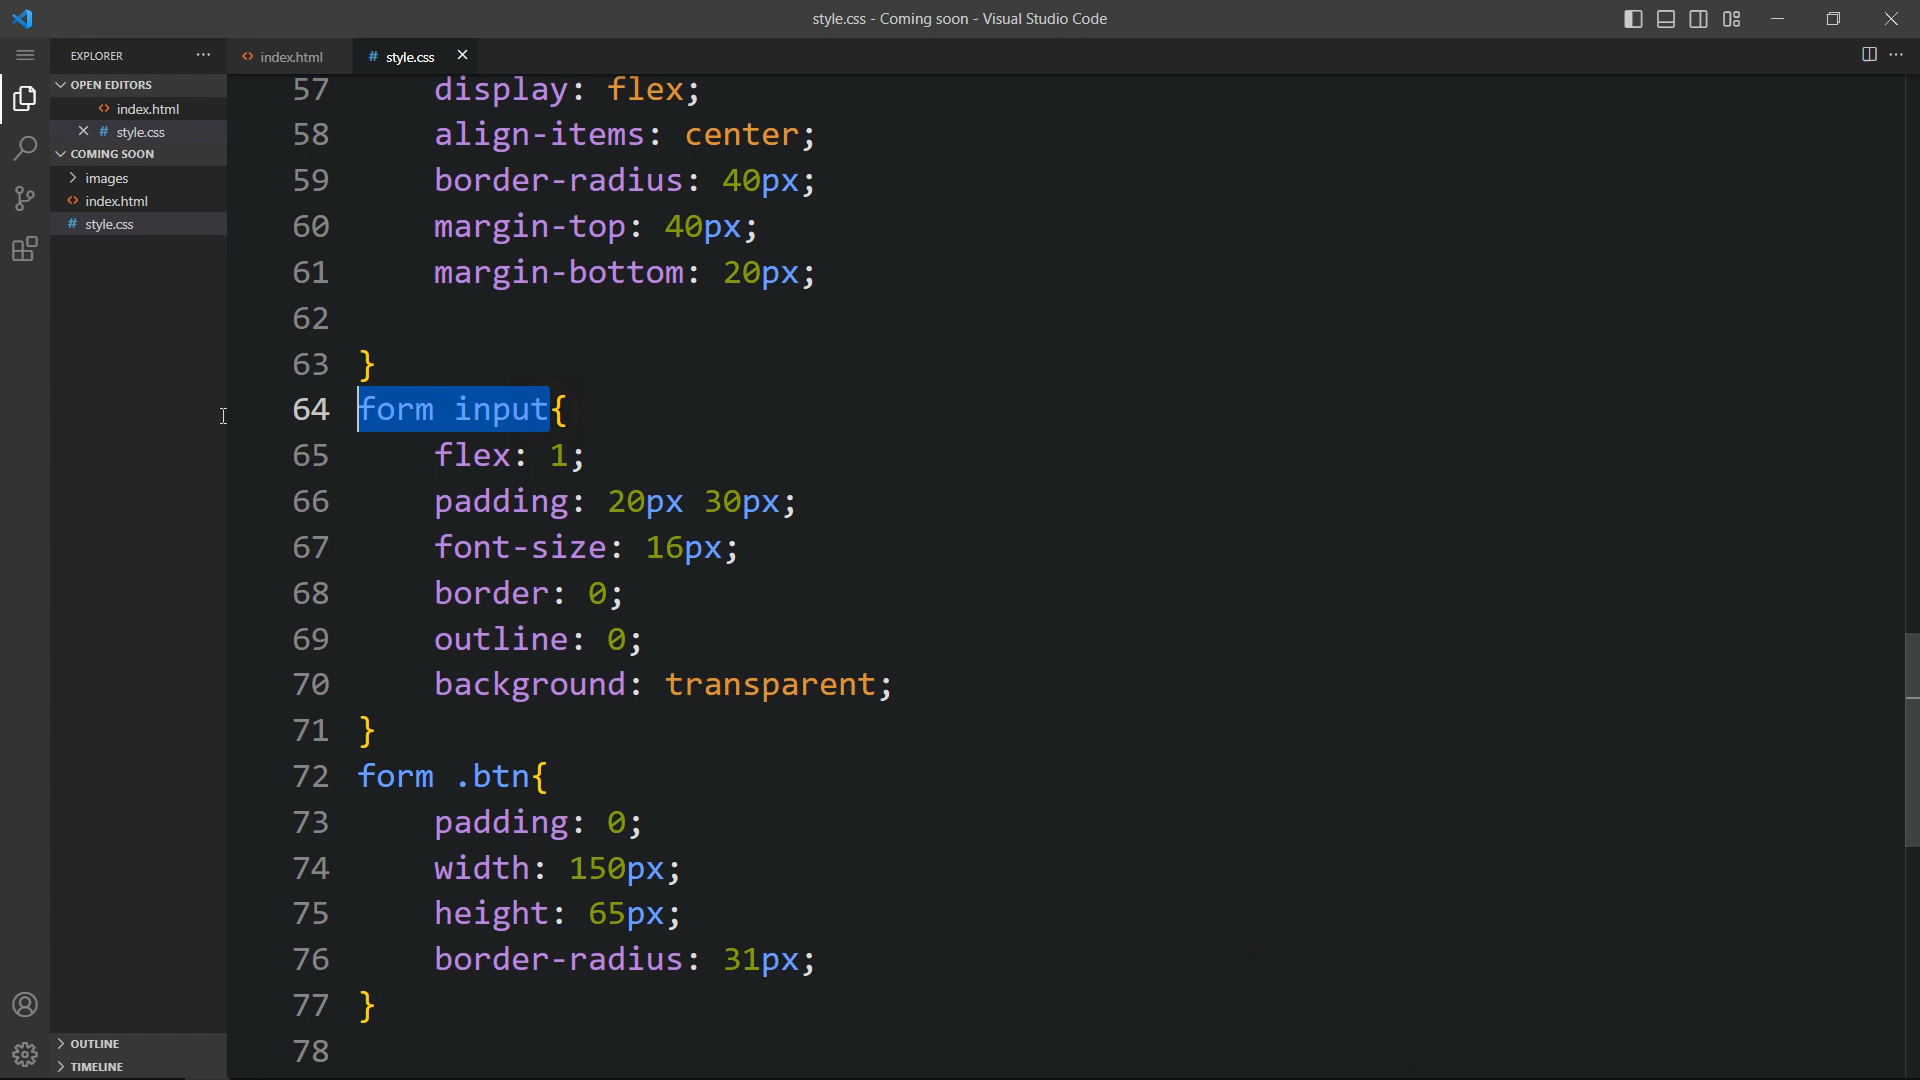 style.css - Coming soon - Visual Studio Code
EXPLORER
index.html
style.css
OPEN EDITORS
index.html
style.css
COMING SOON
images
index.html
style.css
57 display: flex;
58 align-items: center;
59 border-radius: 40px;
60 margin-top: 40px;
61 margin-bottom: 20px;
62
63 }
64 form input{
65 flex: 1;
66 padding: 20px 30px;
67 font-size: 16px;
68 border: 0;
69 outline: 0;
70 background: transparent;
71 }
72 form .btn{
73 padding: 0;
74 width: 150px;
75 height: 65px;
76 border-radius: 31px;
77 }
78
OUTLINE
TIMELINE